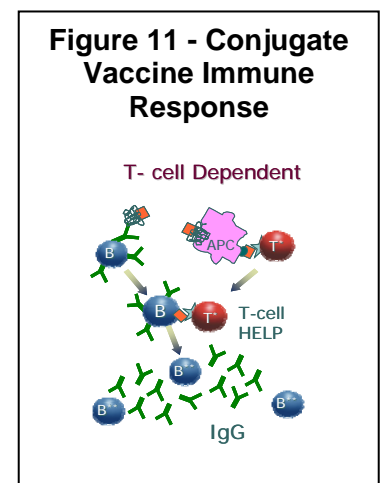 Figure 11 - Conjugate
Vaccine Immune
Response
T- cell Dependent
B
APC
T*
B
T*
T-cell
HELP
B**
B**
B**
IgG